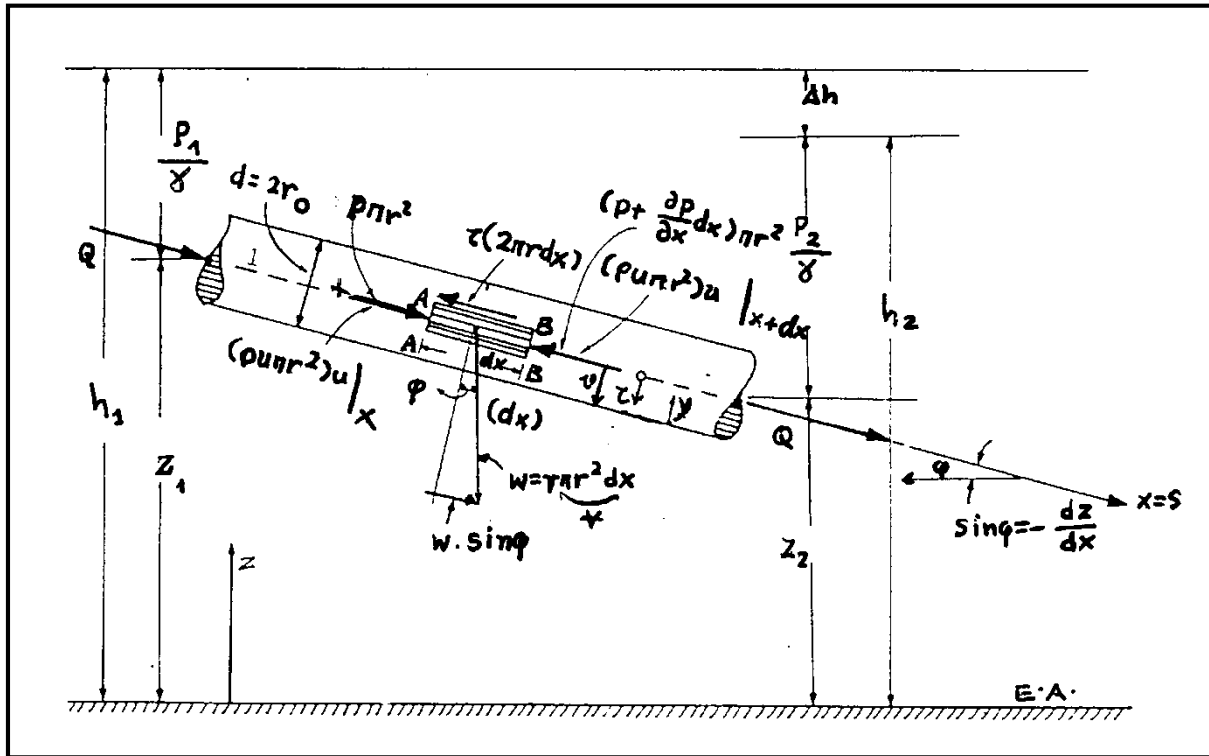 Δh
P₁/γ
d=2r₀
pπr²
(p+ ∂p/∂x dx)πr²
P₂/γ
τ(2πrdx)
(ρuπr²)u|x+dx
Q
1
A
B
h₂
A
dx
B
(ρuπr²)u|x
φ
(dx)
υ
τ
y
Q
h₁
Z₁
w=γπr²dx
∀
φ
x=s
sinφ=-dz/dx
w.sinφ
Z₂
z
E.A.